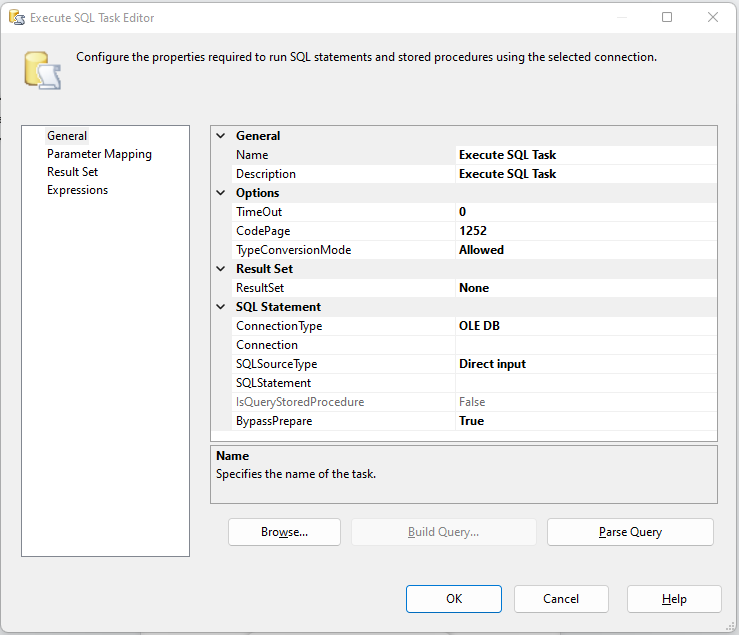 Execute SQL Task Editor
Configure the properties required to run SQL statements and stored procedures using the selected connection.
General
Parameter Mapping
Result Set
Expressions
General
Name Execute SQL Task
Description Execute SQL Task
Options
TimeOut 0
CodePage 1252
TypeConversionMode Allowed
Result Set
ResultSet None
SQL Statement
ConnectionType OLE DB
Connection
SQLSourceType Direct input
SQLStatement
IsQueryStoredProcedure False
BypassPrepare True
Name
Specifies the name of the task.
Browse... Build Query... Parse Query
OK Cancel Help